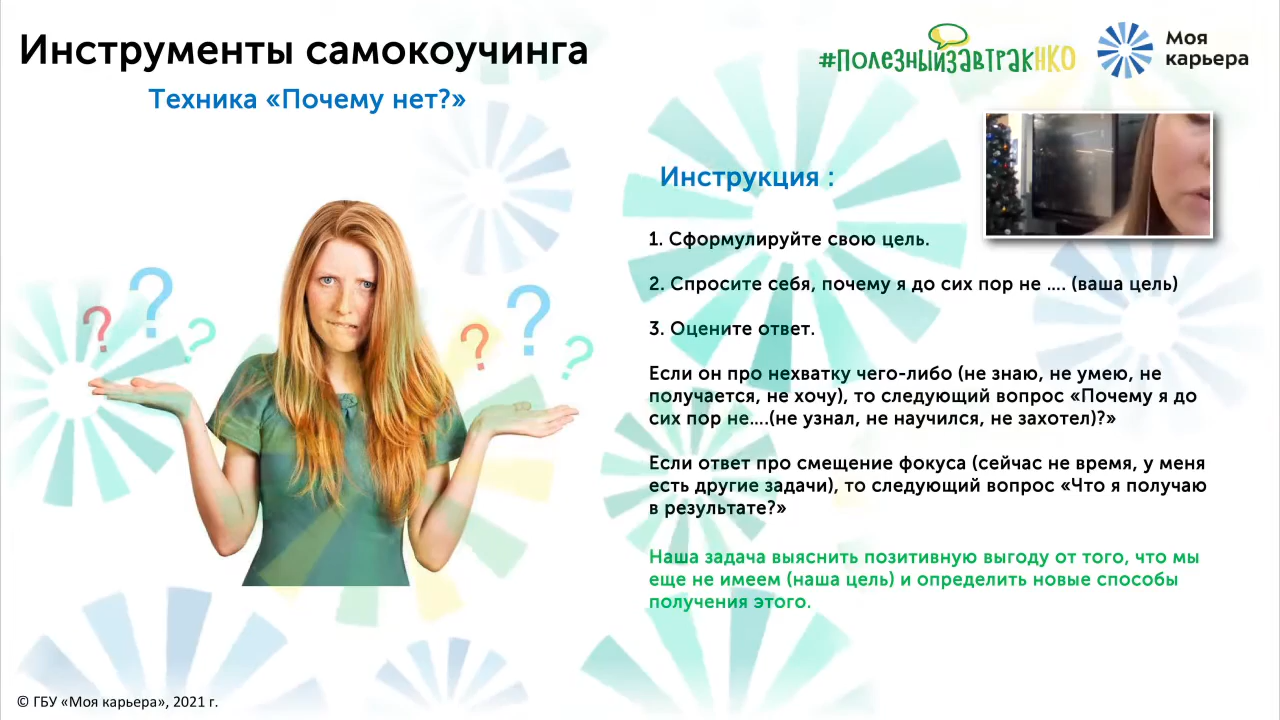 Инструменты самокоучинга
Техника «Почему нет?»
#ПолезныйзавтракНКО
Моя
карьера
Инструкция :
1. Сформулируйте свою цель.
2. Спросите себя, почему я до сих пор не .... (ваша цель)
3. Оцените ответ.
Если он про нехватку чего-либо (не знаю, не умею, не
получается, не хочу), то следующий вопрос «Почему я до
сих пор не....(не узнал, не научился, не захотел)?»
Если ответ про смещение фокуса (сейчас не время, у меня
есть другие задачи), то следующий вопрос «Что я получаю
в результате?»
Наша задача выяснить позитивную выгоду от того, что мы
еще не имеем (наша цель) и определить новые способы
получения этого.
? ? ? ? ? ?
© ГБУ «Моя карьера», 2021 г.